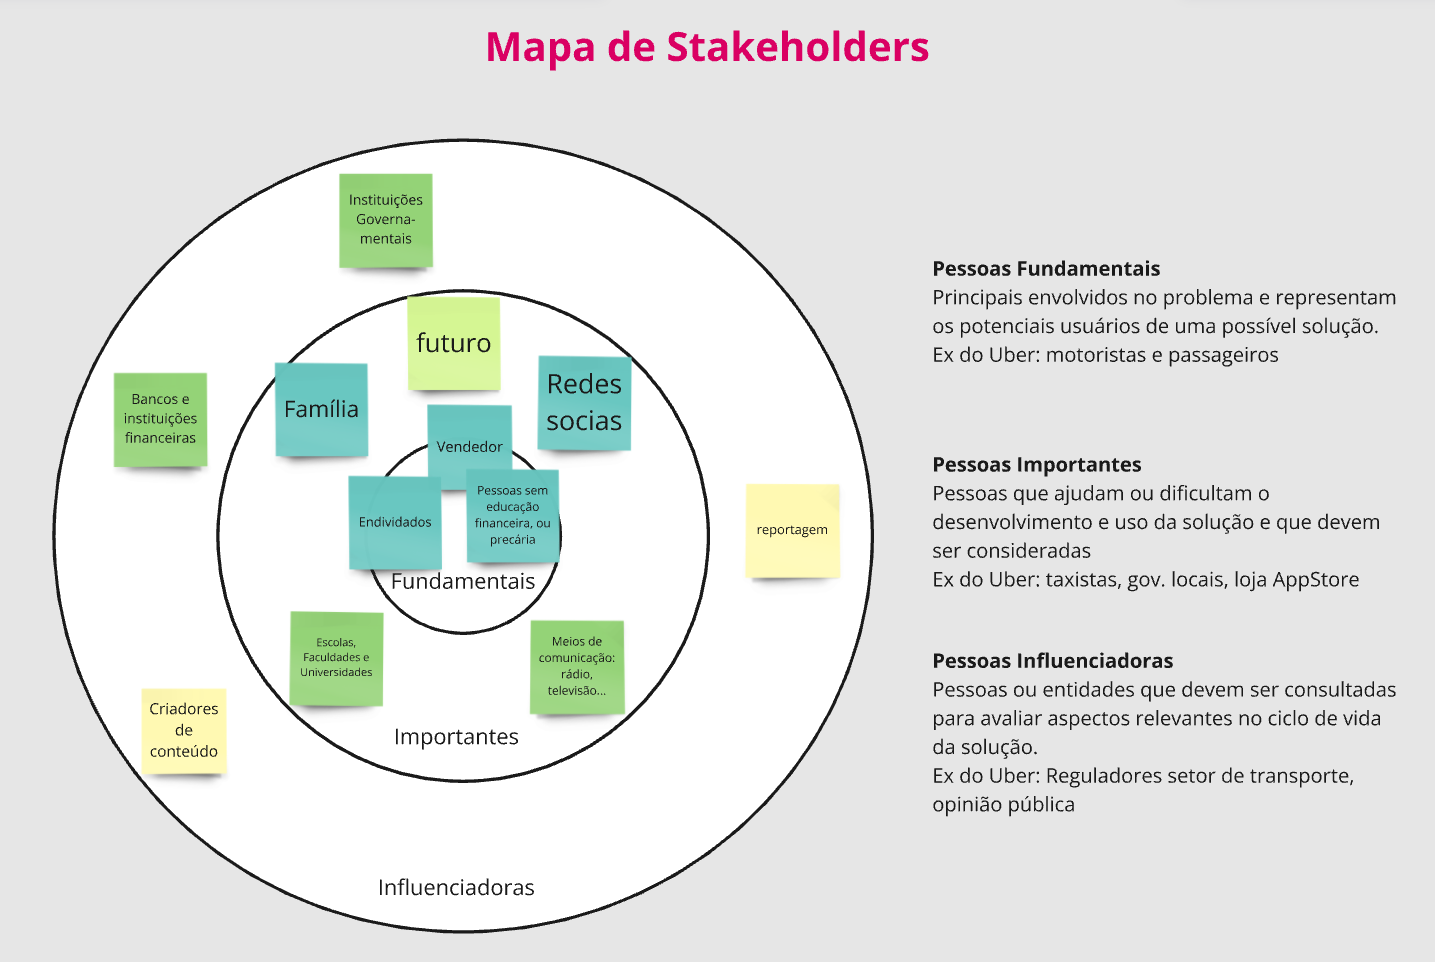 Mapa de Stakeholders
Instituições
Governa-
mentais
futuro
Família
Redes
socias
Bancos e
instituições
financeiras
Vendedor
Endividados
Pessoas sem
educação
financeira, ou
precária
reportagem
Fundamentais
Escolas,
Faculdades e
Universidades
Meios de
comunicação:
rádio,
televisão...
Criadores
de
conteúdo
Importantes
Influenciadoras
Pessoas Fundamentais
Principais envolvidos no problema e representam
os potenciais usuários de uma possível solução.
Ex do Uber: motoristas e passageiros
Pessoas Importantes
Pessoas que ajudam ou dificultam o
desenvolvimento e uso da solução e que devem
ser consideradas
Ex do Uber: taxistas, gov. locais, loja AppStore
Pessoas Influenciadoras
Pessoas ou entidades que devem ser consultadas
para avaliar aspectos relevantes no ciclo de vida
da solução.
Ex do Uber: Reguladores setor de transporte,
opinião pública